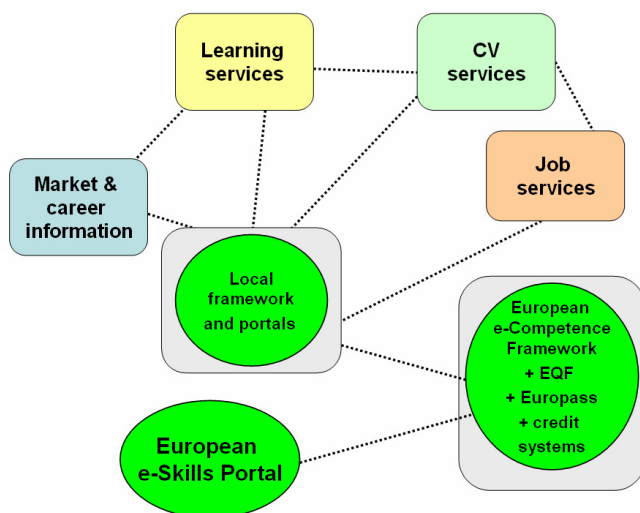 Learning
services
CV
services
Market &
career
information
Job
services
Local
framework
and portals
European
e-Competence
Framework
+ EQF
+ Europass
+ credit
systems
European
e-Skills Portal